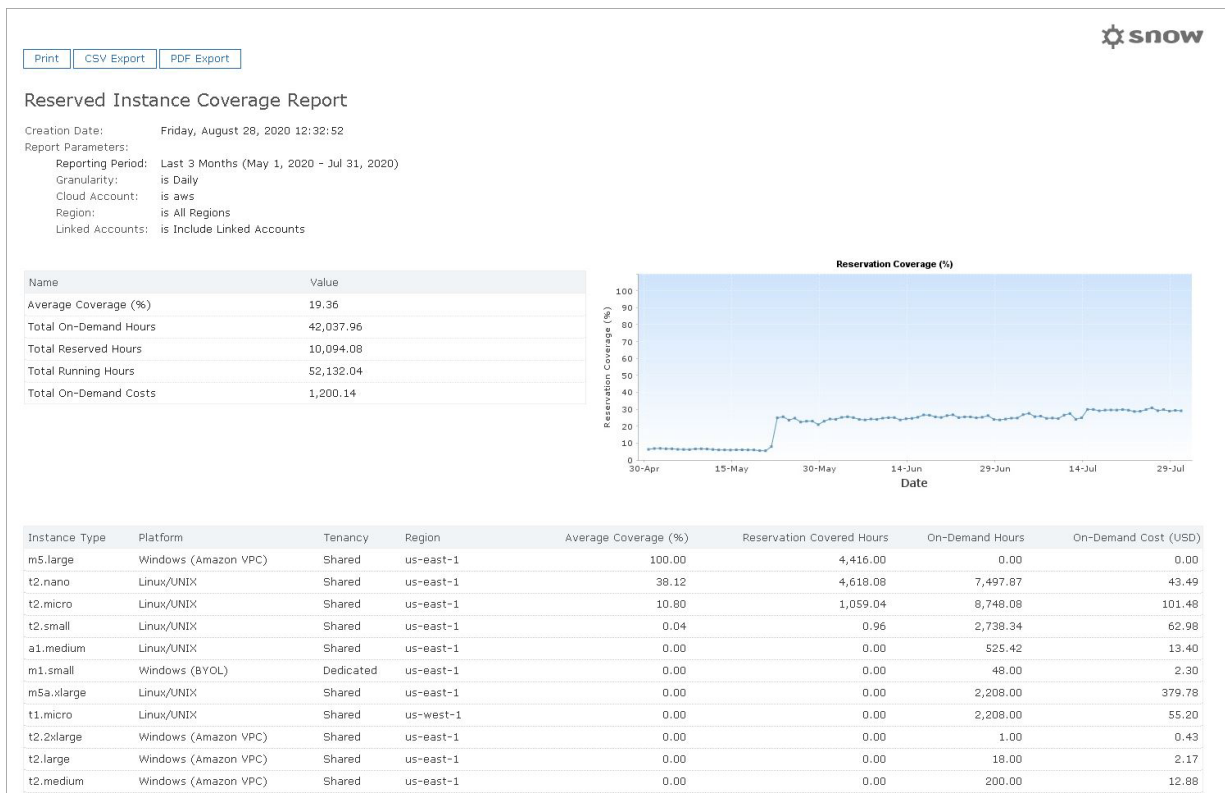 snow
Print CSV Export PDF Export
Reserved Instance Coverage Report
Creation Date: Friday, August 28, 2020 12:32:52
Report Parameters:
Reporting Period: Last 3 Months (May 1, 2020 - Jul 31, 2020)
Granularity: is Daily
Cloud Account: is aws
Region: is All Regions
Linked Accounts: is Include Linked Accounts
Name Value
Average Coverage (%) 19.36
Total On-Demand Hours 42,037.96
Total Reserved Hours 10,094.08
Total Running Hours 52,132.04
Total On-Demand Costs 1,200.14
Reservation Coverage (%)
Reservation Coverage (%)
100
90
80
70
60
50
40
30
20
10
0
30-Apr 15-May 30-May 14-Jun 29-Jun 14-Jul 29-Jul
Date
Instance Type Platform Tenancy Region Average Coverage (%) Reservation Covered Hours On-Demand Hours On-Demand Cost (USD)
m5.large Windows (Amazon VPC) Shared us-east-1 100.00 4,416.00 0.00 0.00
t2.nano Linux/UNIX Shared us-east-1 38.12 4,618.08 7,497.87 43.49
t2.micro Linux/UNIX Shared us-east-1 10.80 1,059.04 8,748.08 101.48
t2.small Linux/UNIX Shared us-east-1 0.04 0.96 2,738.34 62.98
a1.medium Linux/UNIX Shared us-east-1 0.00 0.00 525.42 13.40
m1.small Windows (BYOL) Dedicated us-east-1 0.00 0.00 48.00 2.30
m5a.xlarge Linux/UNIX Shared us-east-1 0.00 0.00 2,208.00 379.78
t1.micro Linux/UNIX Shared us-west-1 0.00 0.00 2,208.00 55.20
t2.2xlarge Windows (Amazon VPC) Shared us-east-1 0.00 0.00 1.00 0.43
t2.large Windows (Amazon VPC) Shared us-east-1 0.00 0.00 18.00 2.17
t2.medium Windows (Amazon VPC) Shared us-east-1 0.00 0.00 200.00 12.88